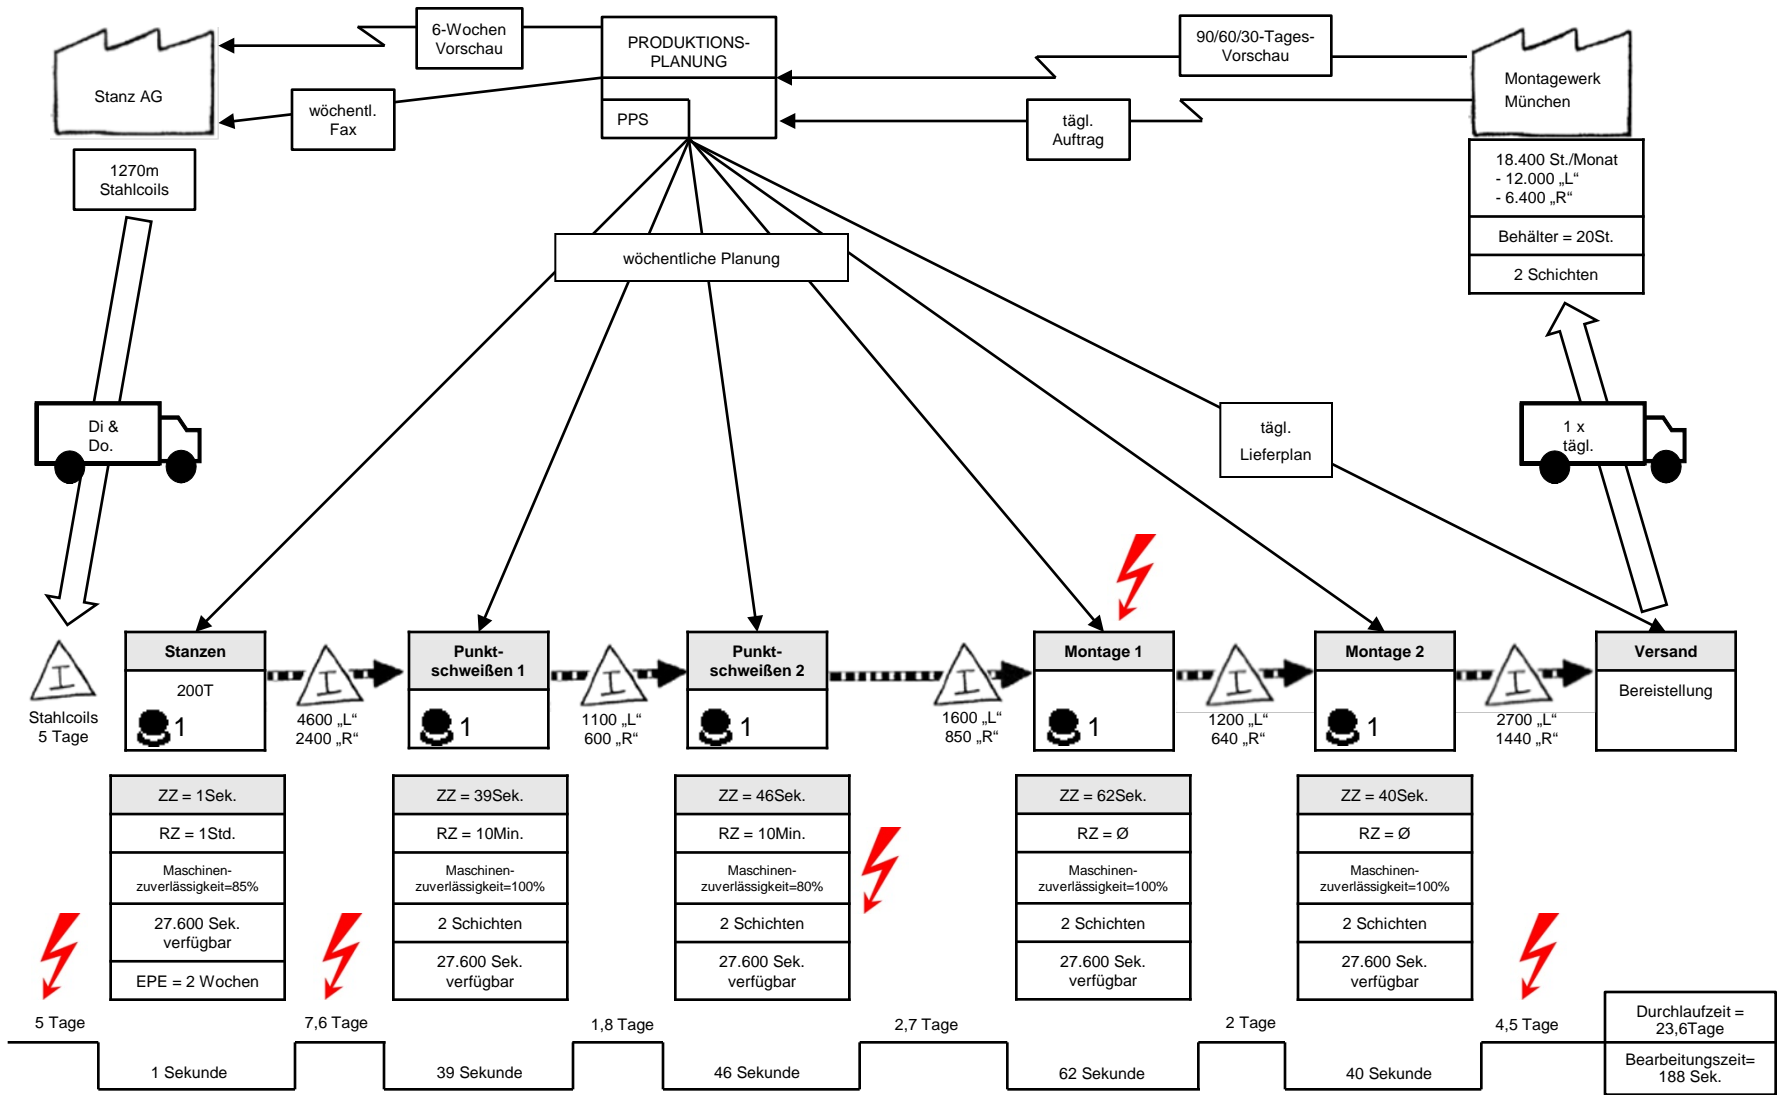 6-Wochen
Vorschau
PRODUKTIONS-
PLANUNG
PPS
90/60/30-Tages-
Vorschau
Montagewerk
München
Stanz AG
wöchentl.
Fax
tägl.
Auftrag
1270m
Stahlcoils
18.400 St./Monat
- 12.000 „L“
- 6.400 „R“
Behälter = 20St.
2 Schichten
wöchentliche Planung
Di &
Do.
tägl.
Lieferplan
1 x
tägl.
I
Stahlcoils
5 Tage
Stanzen
200T
1
I
4600 „L“
2400 „R“
Punkt-
schweißen 1
1
I
1100 „L“
600 „R“
Punkt-
schweißen 2
1
I
1600 „L“
850 „R“
Montage 1
1
I
1200 „L“
640 „R“
Montage 2
1
I
2700 „L“
1440 „R“
Versand
Bereistellung
ZZ = 1Sek.
RZ = 1Std.
Maschinen-
zuverlässigkeit=85%
27.600 Sek.
verfügbar
EPE = 2 Wochen
ZZ = 39Sek.
RZ = 10Min.
Maschinen-
zuverlässigkeit=100%
2 Schichten
27.600 Sek.
verfügbar
ZZ = 46Sek.
RZ = 10Min.
Maschinen-
zuverlässigkeit=80%
2 Schichten
27.600 Sek.
verfügbar
ZZ = 62Sek.
RZ = Ø
Maschinen-
zuverlässigkeit=100%
2 Schichten
27.600 Sek.
verfügbar
ZZ = 40Sek.
RZ = Ø
Maschinen-
zuverlässigkeit=100%
2 Schichten
27.600 Sek.
verfügbar
5 Tage
7,6 Tage
1,8 Tage
2,7 Tage
2 Tage
4,5 Tage
Durchlaufzeit =
23,6Tage
1 Sekunde
39 Sekunde
46 Sekunde
62 Sekunde
40 Sekunde
Bearbeitungszeit=
188 Sek.